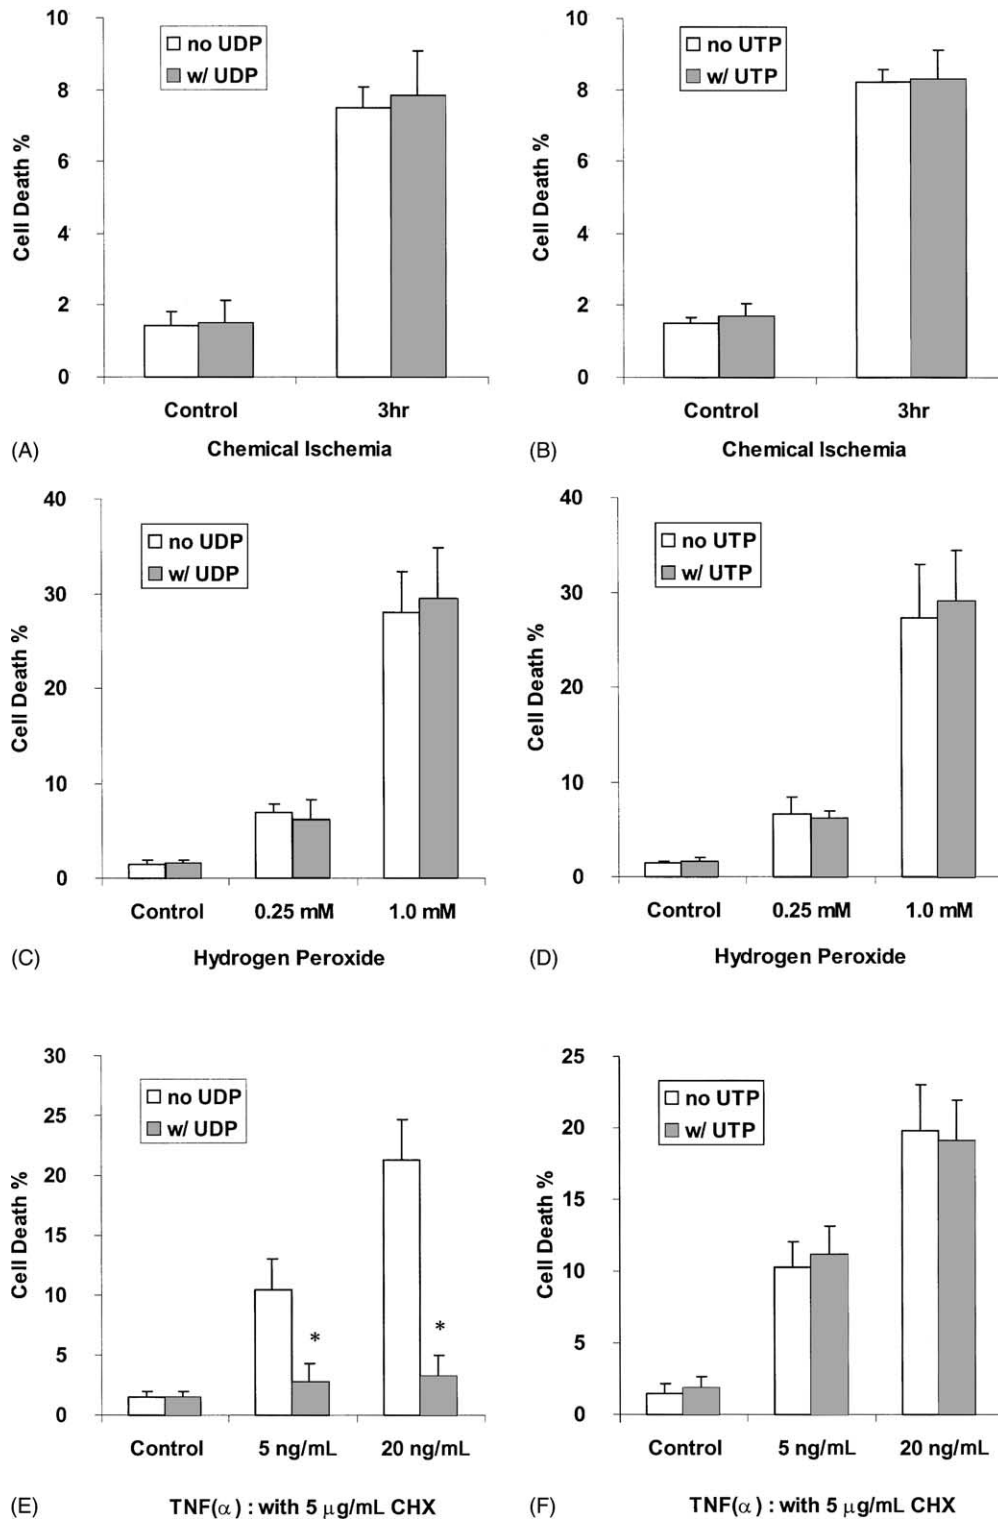 no UDP
w/ UDP
Cell Death %
10
8
6
4
2
0
Control 3hr
(A) Chemical Ischemia
no UTP
w/ UTP
Cell Death %
10
8
6
4
2
0
Control 3hr
(B) Chemical Ischemia
no UDP
w/ UDP
Cell Death %
40
30
20
10
0
Control 0.25 mM 1.0 mM
(C) Hydrogen Peroxide
no UTP
w/ UTP
Cell Death %
40
30
20
10
0
Control 0.25 mM 1.0 mM
(D) Hydrogen Peroxide
no UDP
w/ UDP
Cell Death %
30
25
20
15
10
5
0
* *
Control 5 ng/mL 20 ng/mL
(E) TNF(α) : with 5 μg/mL CHX
no UTP
w/ UTP
Cell Death %
25
20
15
10
5
0
Control 5 ng/mL 20 ng/mL
(F) TNF(α) : with 5 μg/mL CHX